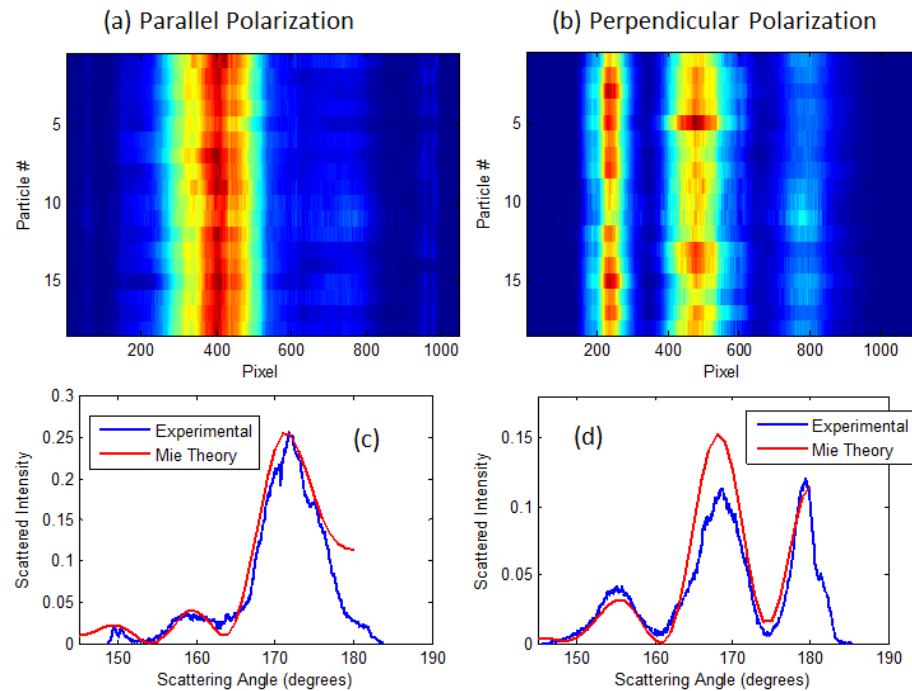 (a) Parallel Polarization
(b) Perpendicular Polarization
Particle #
5
10
15
200 400 600 800 1000
Pixel
Particle #
5
10
15
200 400 600 800 1000
Pixel
0.3
0.25
0.2
0.15
0.1
0.05
0
Scattered Intensity
Experimental
Mie Theory
(c)
150 160 170 180 190
Scattering Angle (degrees)
0.15
0.1
0.05
0
Scattered Intensity
(d)
Experimental
Mie Theory
150 160 170 180 190
Scattering Angle (degrees)